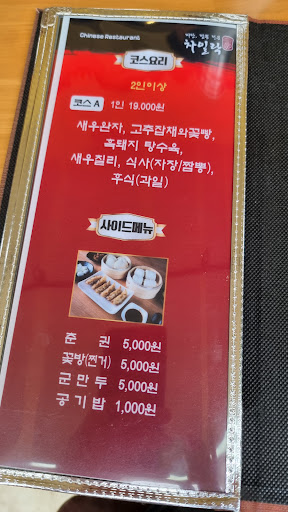 Chinese Restaurant
차일락
코스요리
2인이상
코스 A 1인 19,000원
새우완자, 고추잡채와꽃빵,
흑돼지 탕수육,
새우칠리, 식사(자장/짬뽕),
후식(과일)
사이드메뉴
춘 권 5,000원
꽃방(찐거) 5,000원
군 만 두 5,000원
공 기 밥 1,000원